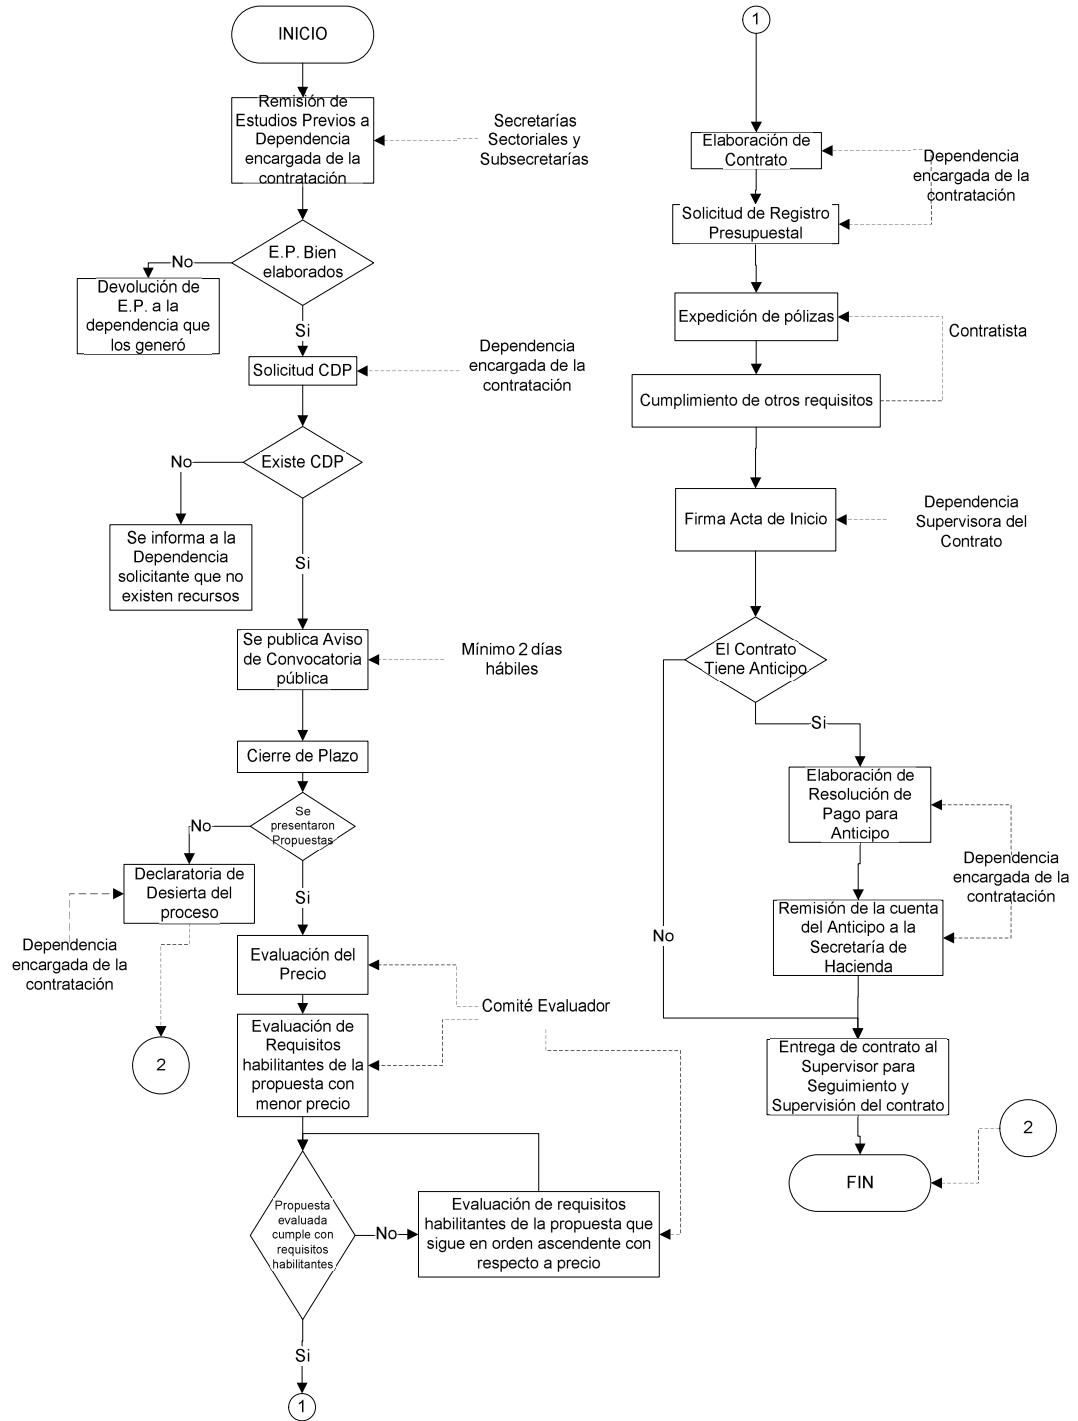 INICIO
Remisión de
Estudios Previos a
Dependencia
encargada de la
contratación
Secretarías
Sectoriales y
Subsecretarías
E.P. Bien
elaborados
No
Devolución de
E.P. a la
dependencia que
los generó
Si
Solicitud CDP
Dependencia
encargada de la
contratación
Existe CDP
No
Se informa a la
Dependencia
solicitante que no
existen recursos
Si
Se publica Aviso
de Convocatoria
pública
Mínimo 2 días
hábiles
Cierre de Plazo
Se
presentaron
Propuestas
No
Declaratoria de
Desierta del
proceso
Dependencia
encargada de la
contratación
2
Si
Evaluación del
Precio
Comité Evaluador
Evaluación de
Requisitos
habilitantes de la
propuesta con
menor precio
Propuesta
evaluada
cumple con
requisitos
habilitantes
No
Evaluación de requisitos
habilitantes de la propuesta que
sigue en orden ascendente con
respecto a precio
Si
1
1
Elaboración de
Contrato
Dependencia
encargada de la
contratación
Solicitud de Registro
Presupuestal
Expedición de pólizas
Contratista
Cumplimiento de otros requisitos
Firma Acta de Inicio
Dependencia
Supervisora del
Contrato
El Contrato
Tiene Anticipo
Si
Elaboración de
Resolución de
Pago para
Anticipo
Dependencia
encargada de la
contratación
Remisión de la cuenta
del Anticipo a la
Secretaría de
Hacienda
No
Entrega de contrato al
Supervisor para
Seguimiento y
Supervisión del contrato
2
FIN